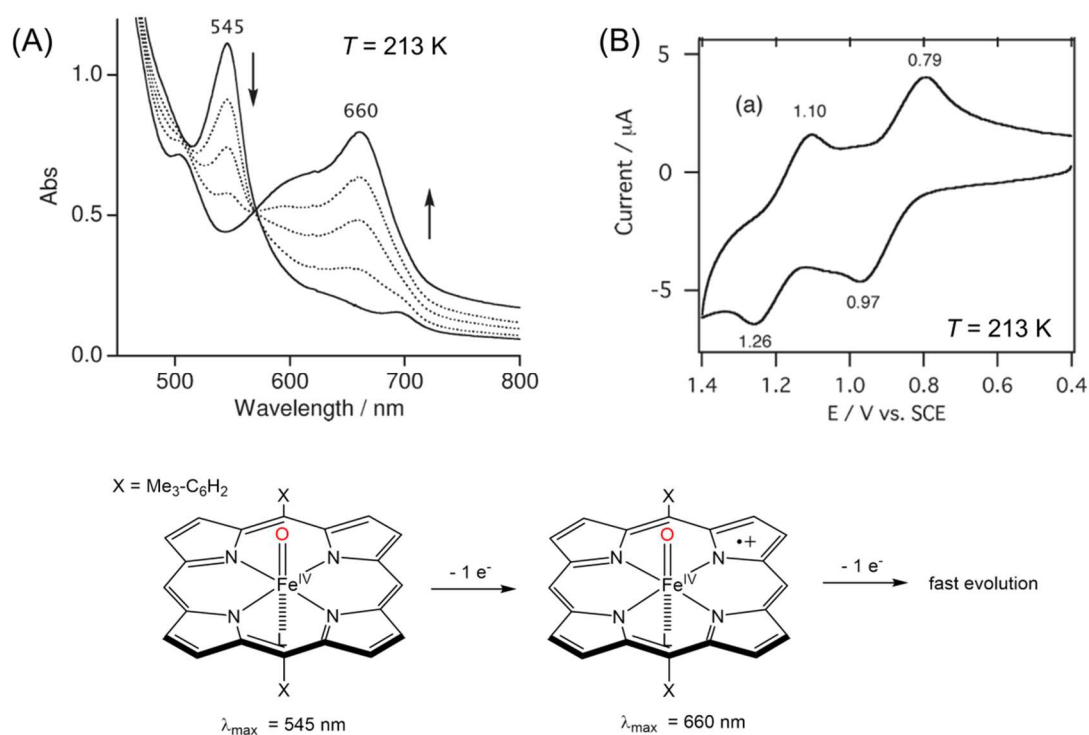 (A)
545
T = 213 K
660
1.0
0.5
0.0
Abs
500 600 700 800
Wavelength / nm
(B)
5
0
-5
Current / μA
(a)
1.10
0.79
1.26
0.97
T = 213 K
1.4 1.2 1.0 0.8 0.6 0.4
E / V vs. SCE
X = Me₃-C₆H₂
X
O
N N
Feᴵⱽ
N N
X
λmax = 545 nm
- 1 e⁻
X
O
•+
N N
Feᴵⱽ
N N
X
λmax = 660 nm
- 1 e⁻
fast evolution